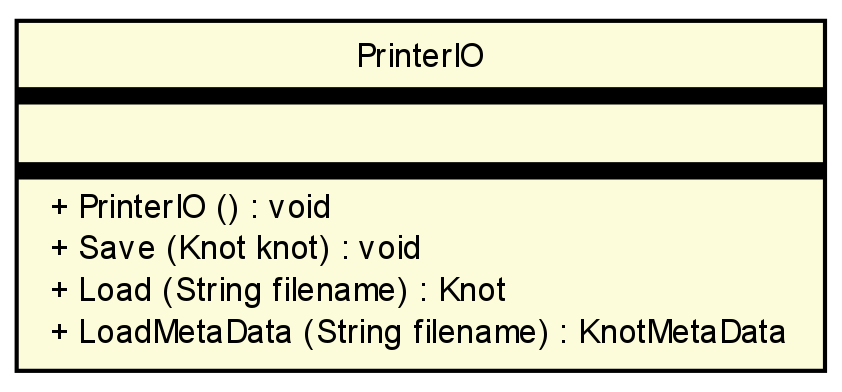 PrinterIO
+ PrinterIO () : void
+ Save (Knot knot) : void
+ Load (String filename) : Knot
+ LoadMetaData (String filename) : KnotMetaData